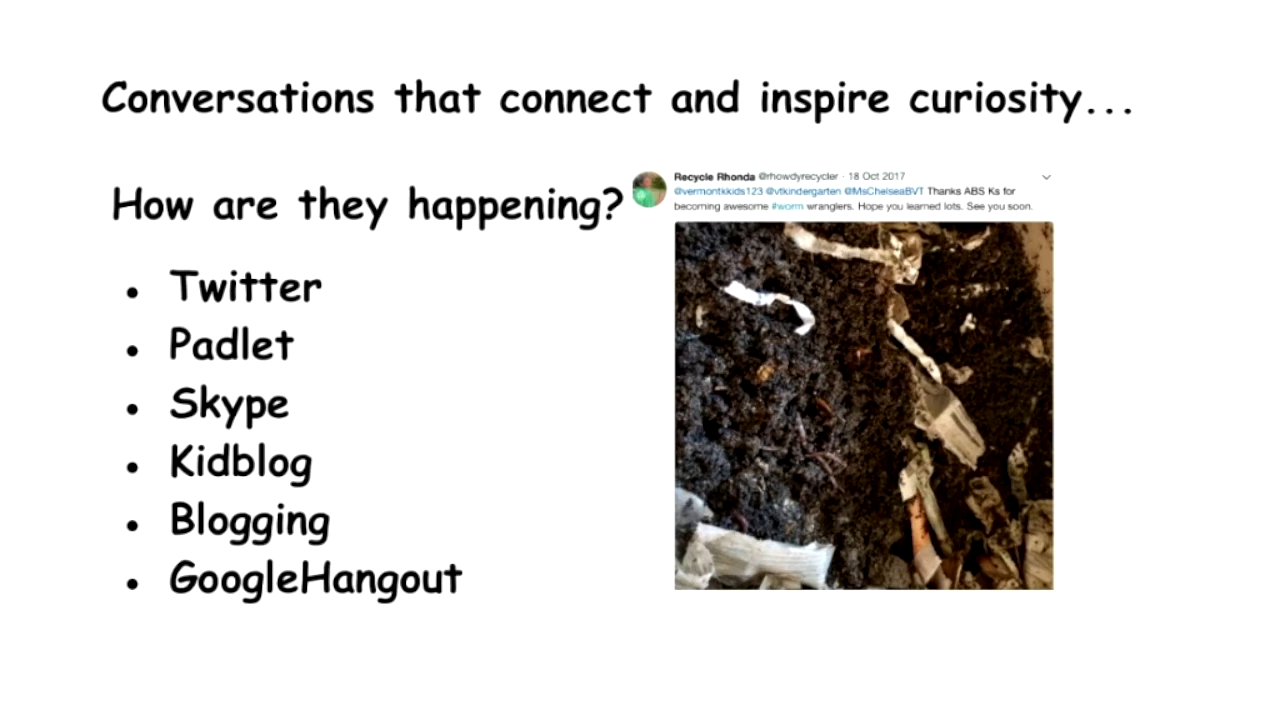 Conversations that connect and inspire curiosity...
How are they happening?
• Twitter
• Padlet
• Skype
• Kidblog
• Blogging
• GoogleHangout
Recycle Rhonda @rhowdyrecycler · 18 Oct 2017
@vermontkkids123 @vtkindergarten @MsChelseaBVT Thanks ABS Ks for
becoming awesome #worm wranglers. Hope you learned lots. See you soon.